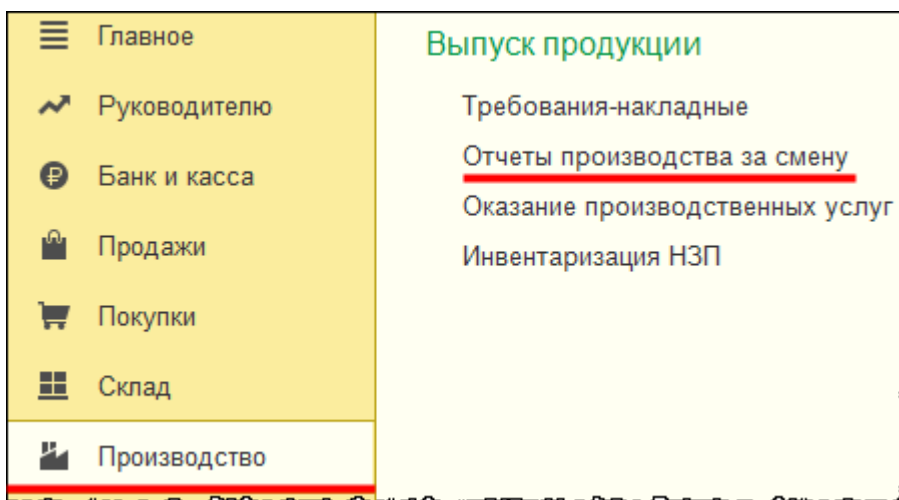 Главное
Руководителю
Банк и касса
Продажи
Покупки
Склад
Производство
Выпуск продукции
Требования-накладные
Отчеты производства за смену
Оказание производственных услуг
Инвентаризация НЗП